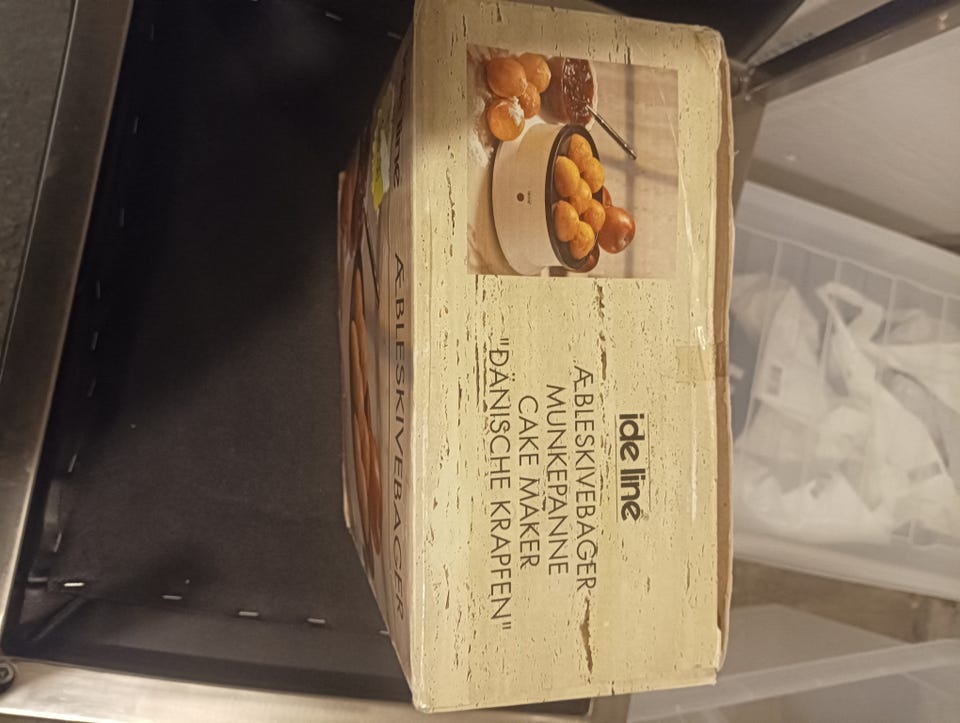 ide line
ÆBLESKIVEBAGER
MUNKEPANNE
CAKE MAKER
"DÄNISCHE KRAPFEN"
ÆBLESKIVEBAGER